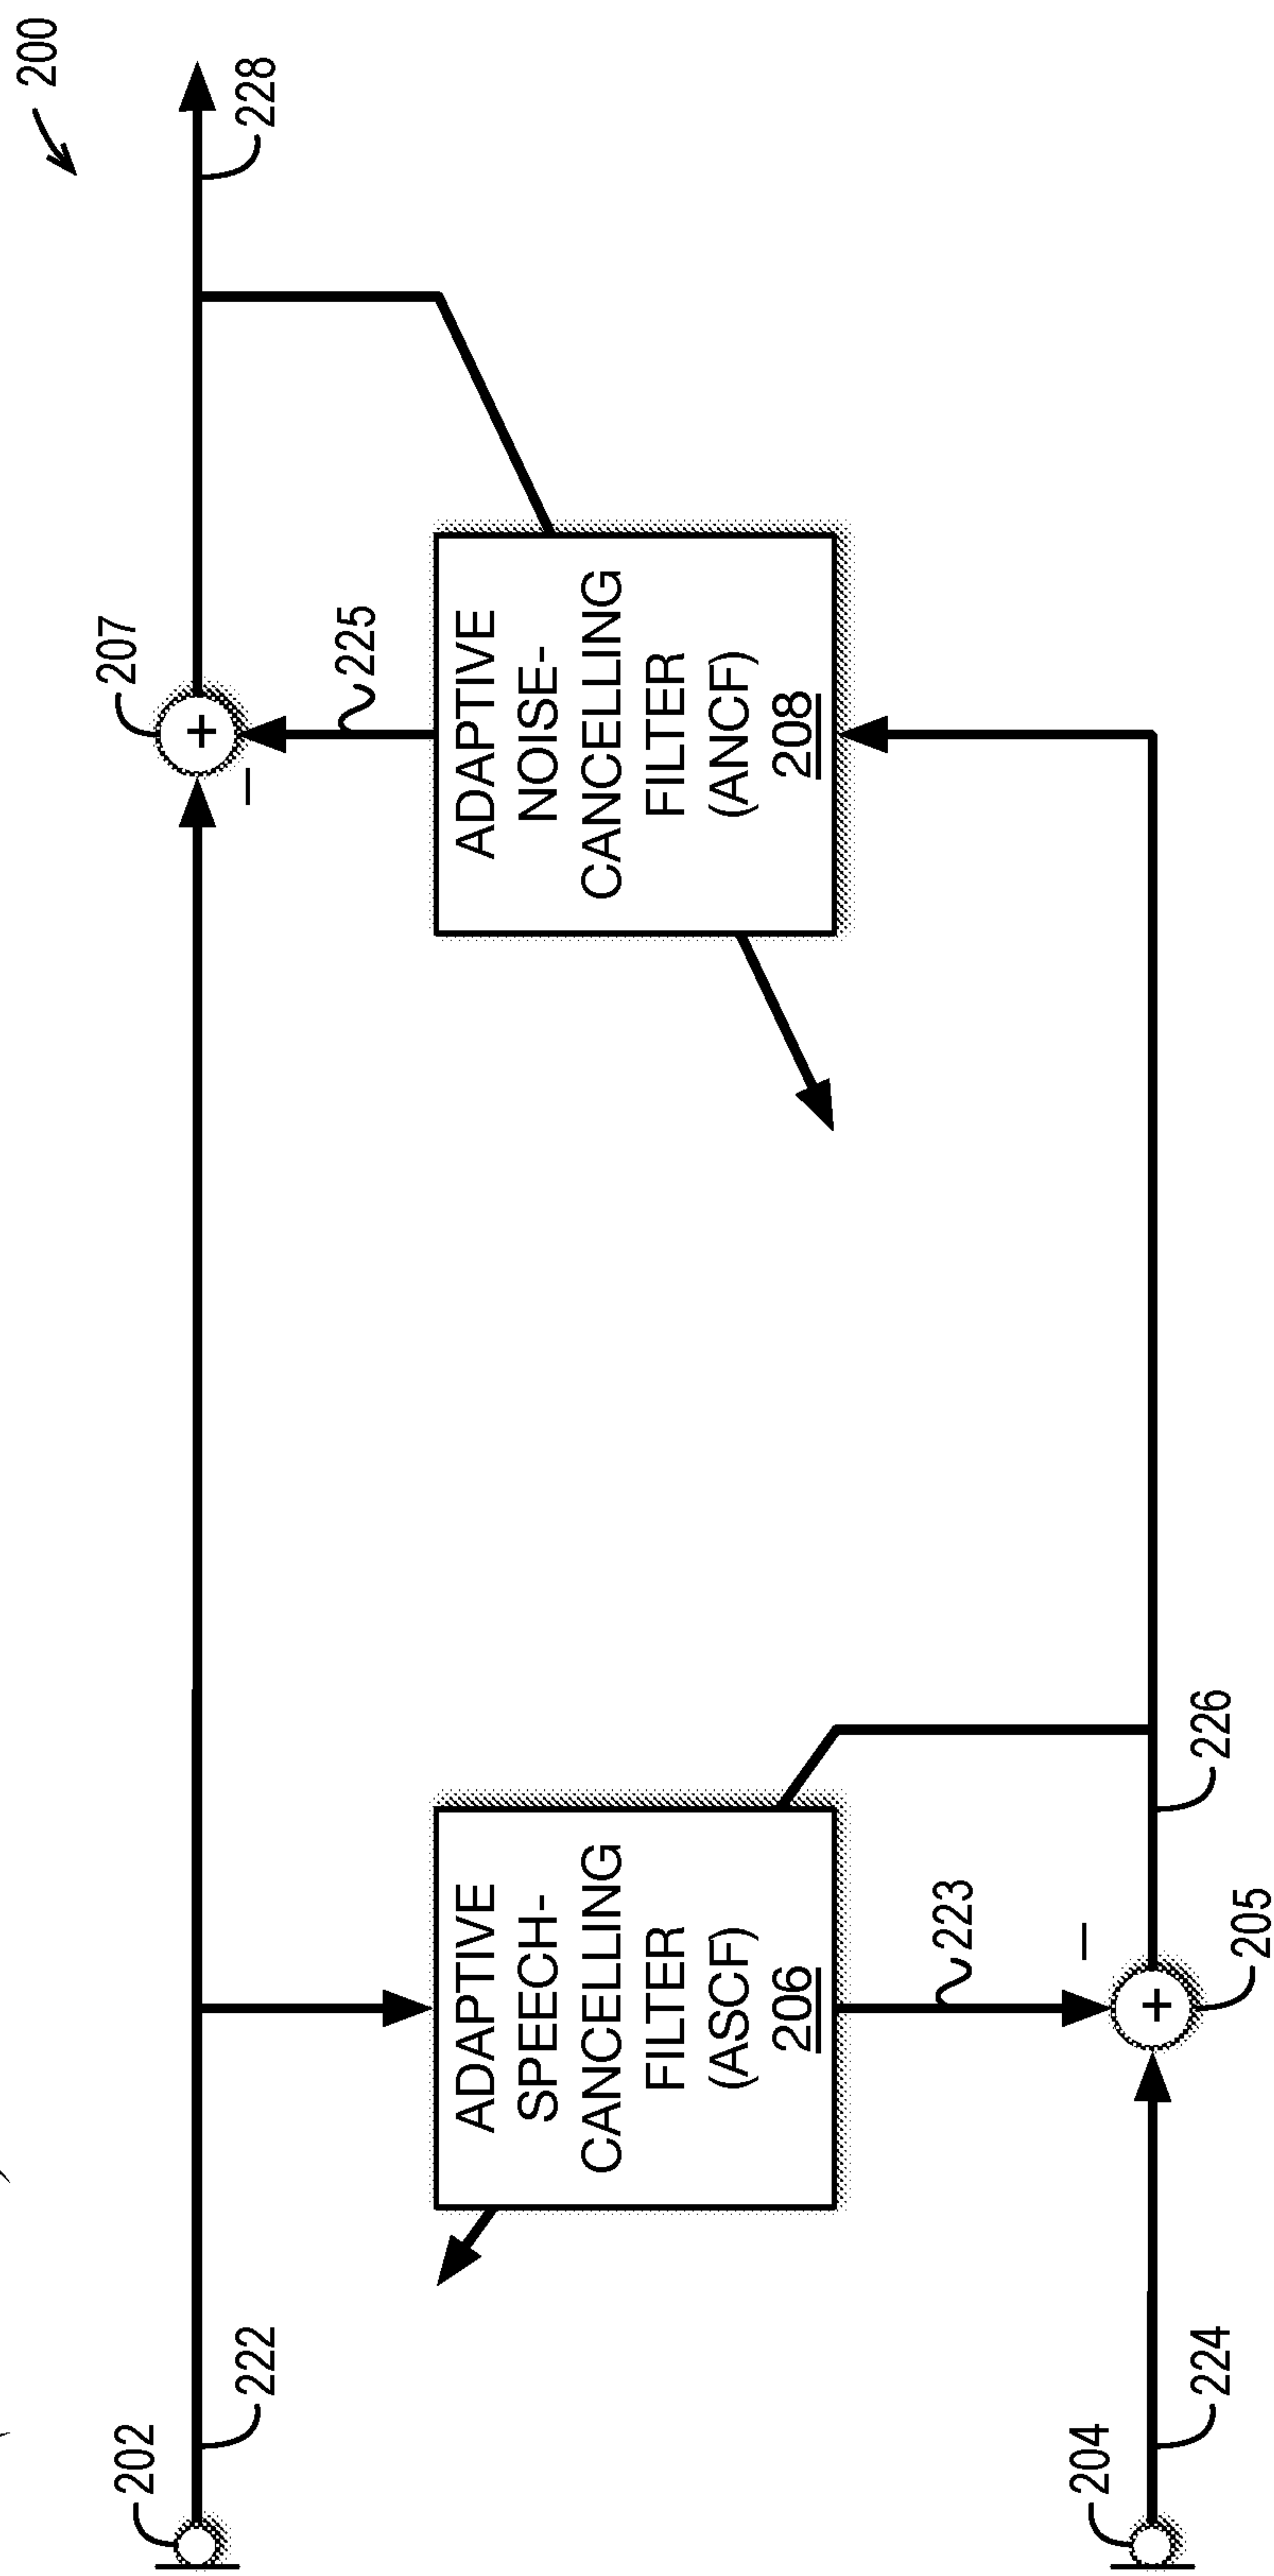 200
202
222
207
228
225
ADAPTIVE
SPEECH-
CANCELLING
FILTER
(ASCF)
206
ADAPTIVE
NOISE-
CANCELLING
FILTER
(ANCF)
208
+
−
223
−
204
224
+
205
226